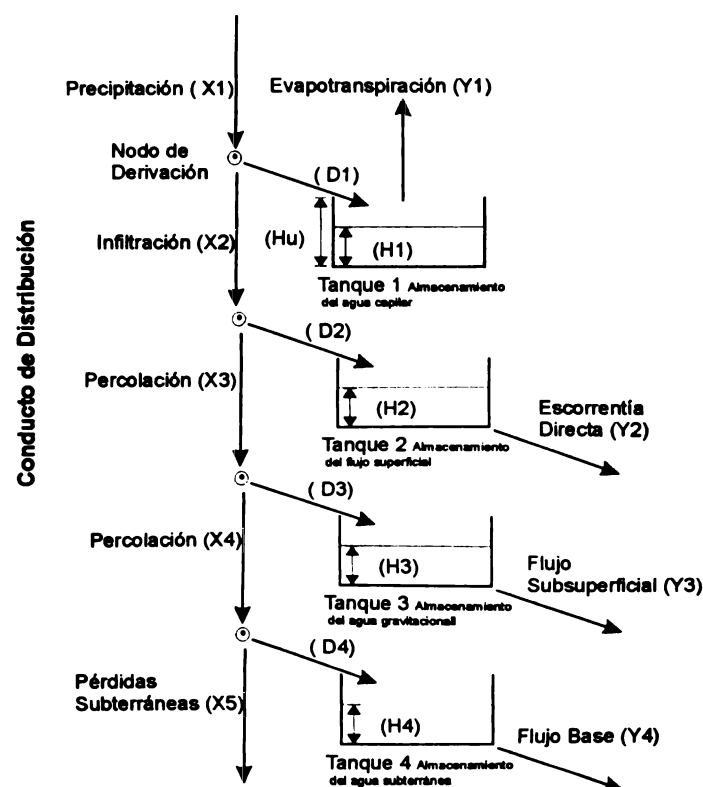 Conducto de Distribución
Precipitación ( X1)
Evapotranspiración (Y1)
Nodo de
Derivación
( D1)
Infiltración (X2)
(Hu)
(H1)
Tanque 1 Almacenamiento
del agua capilar
( D2)
Percolación (X3)
(H2)
Escorrentía
Directa (Y2)
Tanque 2 Almacenamiento
del flujo superficial
( D3)
Percolación (X4)
(H3)
Flujo
Subsuperficial (Y3)
Tanque 3 Almacenamiento
del agua gravitacionall
( D4)
Pérdidas
Subterráneas (X5)
(H4)
Flujo Base (Y4)
Tanque 4 Almacenamiento
del agua subterránea